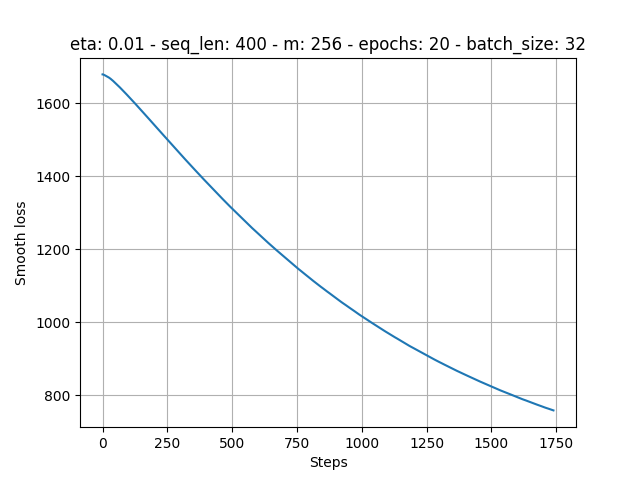 eta: 0.01 - seq_len: 400 - m: 256 - epochs: 20 - batch_size: 32
1600
1400
1200
1000
800
Smooth loss
0 250 500 750 1000 1250 1500 1750
Steps